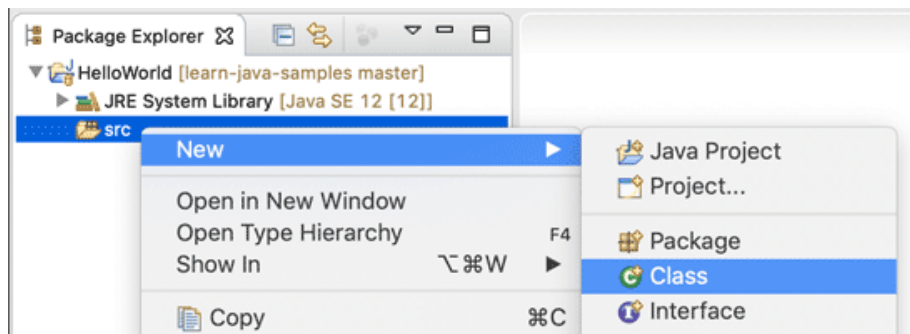 Package Explorer
HelloWorld [learn-java-samples master]
JRE System Library [Java SE 12 [12]]
src
New
Open in New Window
Open Type Hierarchy F4
Show In ⌥⌘W
Copy ⌘C
Java Project
Project...
Package
Class
Interface